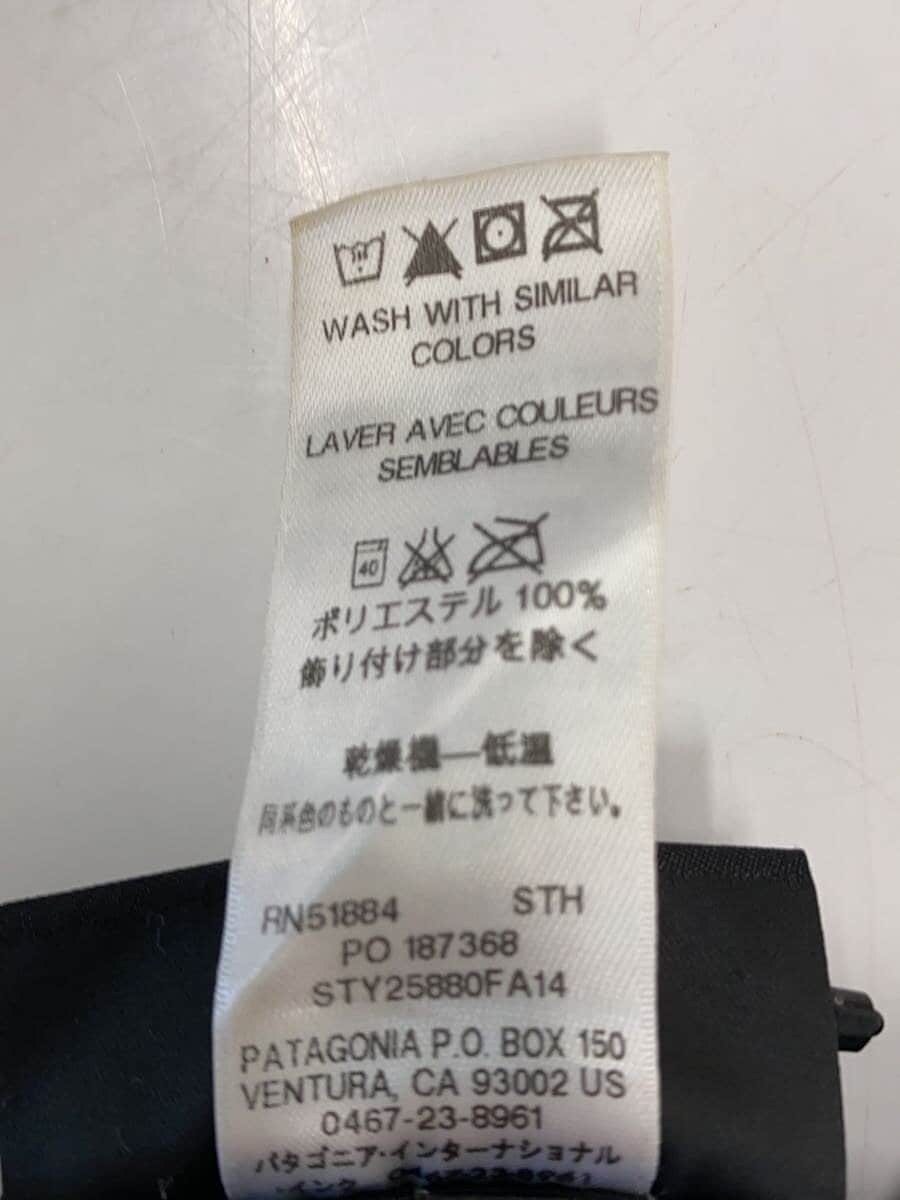 WASH WITH SIMILAR
COLORS
LAVER AVEC COULEURS
SEMBLABLES
40
ポリエステル 100%
飾り付け部分を除く
乾燥機—低温
同系色のものと一緒に洗って下さい。
RN51884 STH
PO 187368
STY25880FA14
PATAGONIA P.O. BOX 150
VENTURA, CA 93002 US
0467-23-8961
パタゴニア・インターナショナル
インク